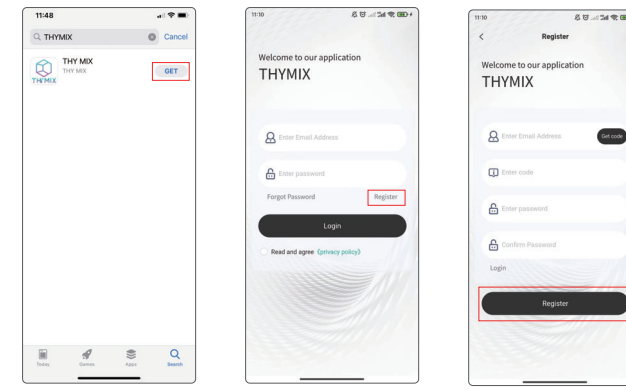 11:48
THYMIX
Cancel
THY MIX
THY MIX
GET
THYMIX
Today
Games
Apps
Search
11:10
Welcome to our application
THYMIX
Enter Email Address
Enter password
Forgot Password
Register
Login
Read and agree《privacy policy》
11:10
Register
Welcome to our application
THYMIX
Enter Email Address
Get code
Enter code
Enter password
Confirm Password
Login
Register